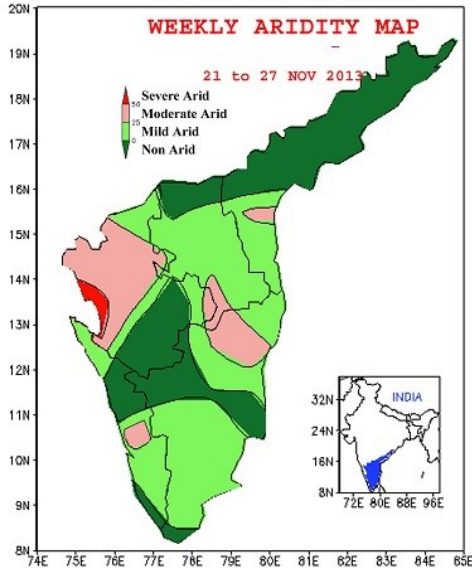 WEEKLY ARIDITY MAP
21 to 27 NOV 2013
Severe Arid
50
Moderate Arid
25
Mild Arid
0
Non Arid
20N
19N
18N
17N
16N
15N
14N
13N
12N
11N
10N
9N
8N
74E 75E 76E 77E 78E 79E 80E 81E 82E 83E 84E 85E
INDIA
32N
24N
16N
8N
72E 80E 88E 96E